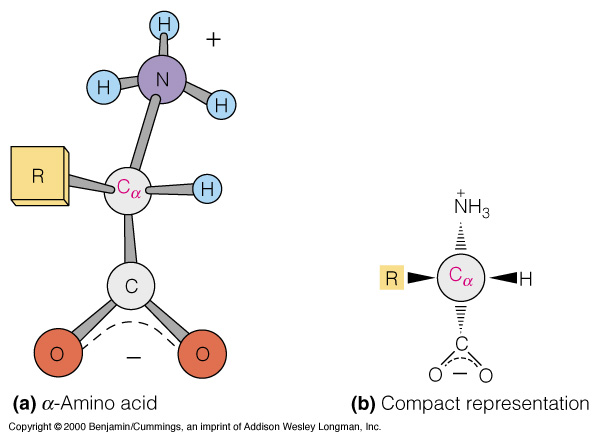 H
+
H
N
H
R
Cα
H
+
NH3
C
R
Cα
H
C
O
−
O
O
−
O
(a) α-Amino acid
(b) Compact representation
Copyright © 2000 Benjamin/Cummings, an imprint of Addison Wesley Longman, Inc.